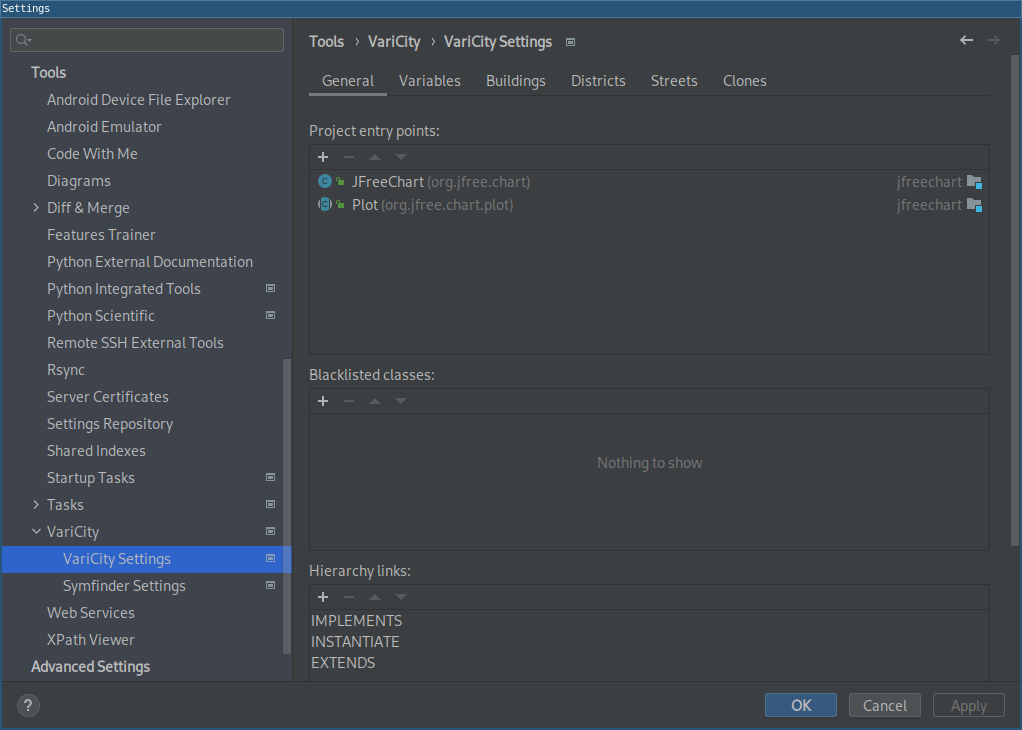 Settings
Tools
Android Device File Explorer
Android Emulator
Code With Me
Diagrams
Diff & Merge
Features Trainer
Python External Documentation
Python Integrated Tools
Python Scientific
Remote SSH External Tools
Rsync
Server Certificates
Settings Repository
Shared Indexes
Startup Tasks
Tasks
VariCity
VariCity Settings
Symfinder Settings
Web Services
XPath Viewer
Advanced Settings
?
Tools › VariCity › VariCity Settings
General Variables Buildings Districts Streets Clones
Project entry points:
C JFreeChart (org.jfree.chart) jfreechart
C Plot (org.jfree.chart.plot) jfreechart
Blacklisted classes:
Nothing to show
Hierarchy links:
IMPLEMENTS
INSTANTIATE
EXTENDS
OK Cancel Apply